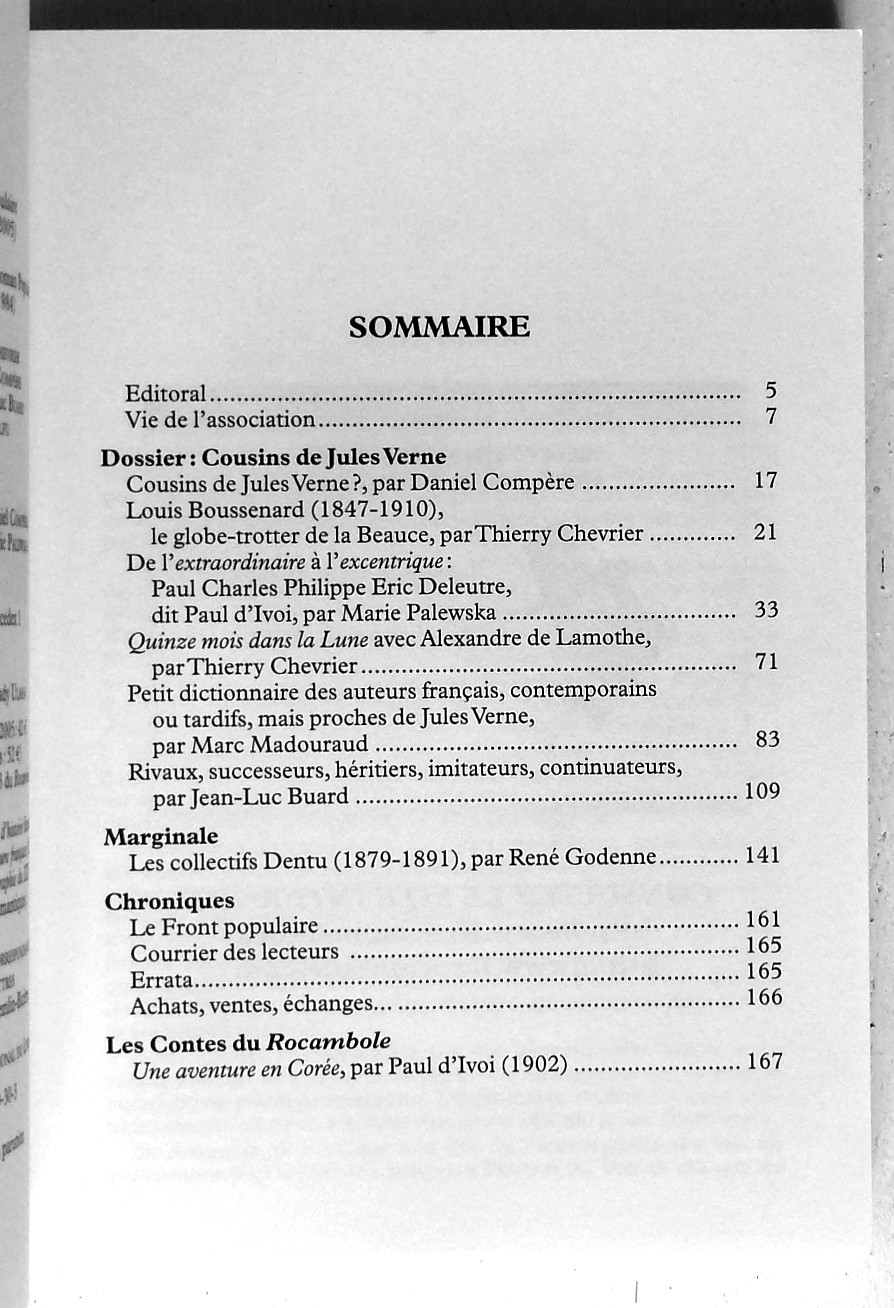 SOMMAIRE
Editoral........................................................................... 5
Vie de l'association........................................................... 7
Dossier : Cousins de Jules Verne
Cousins de Jules Verne ?, par Daniel Compère ....................... 17
Louis Boussenard (1847-1910),
le globe-trotter de la Beauce, par Thierry Chevrier ............. 21
De l'extraordinaire à l'excentrique :
Paul Charles Philippe Eric Deleutre,
dit Paul d'Ivoi, par Marie Palewska ................................... 33
Quinze mois dans la Lune avec Alexandre de Lamothe,
par Thierry Chevrier........................................................ 71
Petit dictionnaire des auteurs français, contemporains
ou tardifs, mais proches de Jules Verne,
par Marc Madouraud ...................................................... 83
Rivaux, successeurs, héritiers, imitateurs, continuateurs,
par Jean-Luc Buard ......................................................... 109
Marginale
Les collectifs Dentu (1879-1891), par René Godenne............ 141
Chroniques
Le Front populaire .............................................................. 161
Courrier des lecteurs .......................................................... 165
Errata................................................................................. 165
Achats, ventes, échanges... .................................................. 166
Les Contes du Rocambole
Une aventure en Corée, par Paul d'Ivoi (1902) ......................... 167